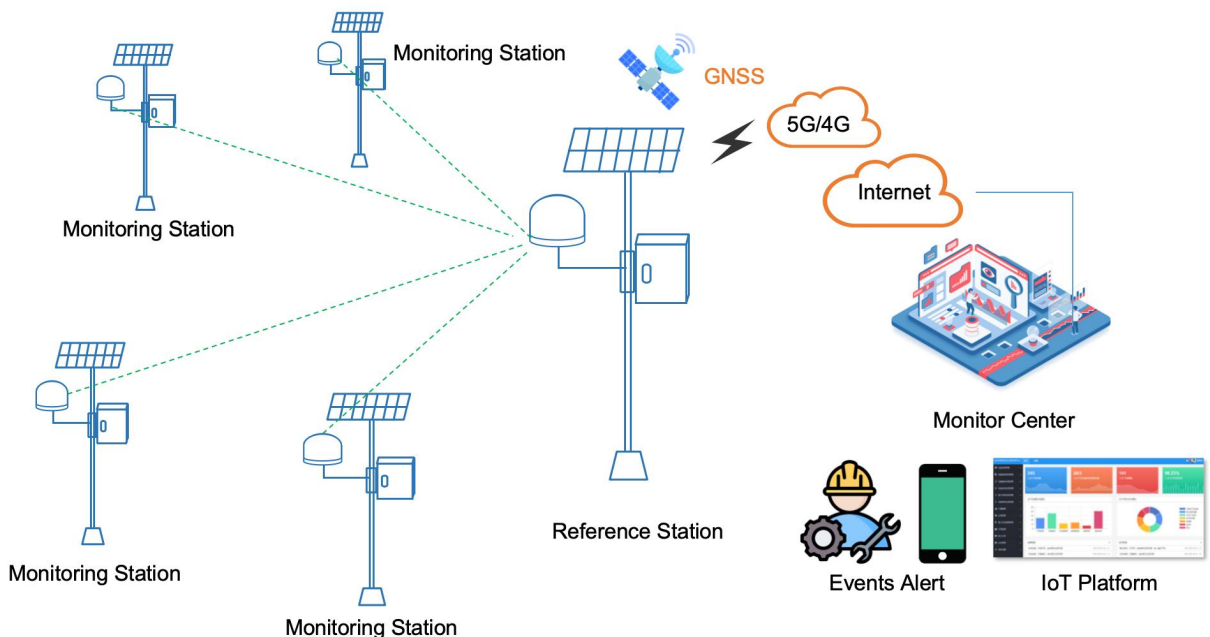 Monitoring Station
GNSS
5G/4G
Internet
Monitoring Station
Monitor Center
Reference Station
Monitoring Station
Events Alert
IoT Platform
Monitoring Station